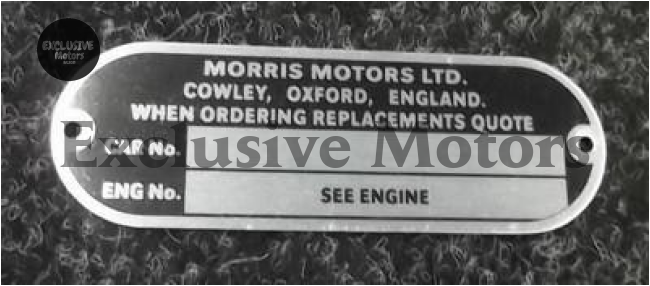 EXCLUSIVE
Motors
MORRIS MOTORS LTD.
COWLEY, OXFORD, ENGLAND.
WHEN ORDERING REPLACEMENTS QUOTE
Exclusive Motors
CAR No.
ENG No. SEE ENGINE